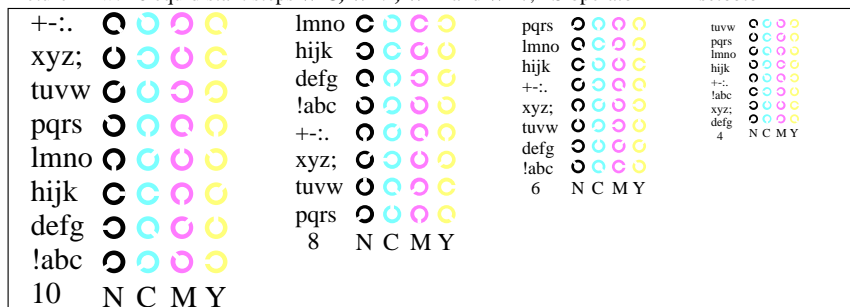 +-:.
xyz;
tuvw
pqrs
lmno
hijk
defg
!abc
10 N C M Y
lmno
hijk
defg
!abc
+-:.
xyz;
tuvw
pqrs
8 N C M Y
pqrs
lmno
hijk
+-:.
xyz;
tuvw
defg
!abc
6 N C M Y
tuvw
pqrs
lmno
hijk
+-:.
!abc
xyz;
defg
4 N C M Y